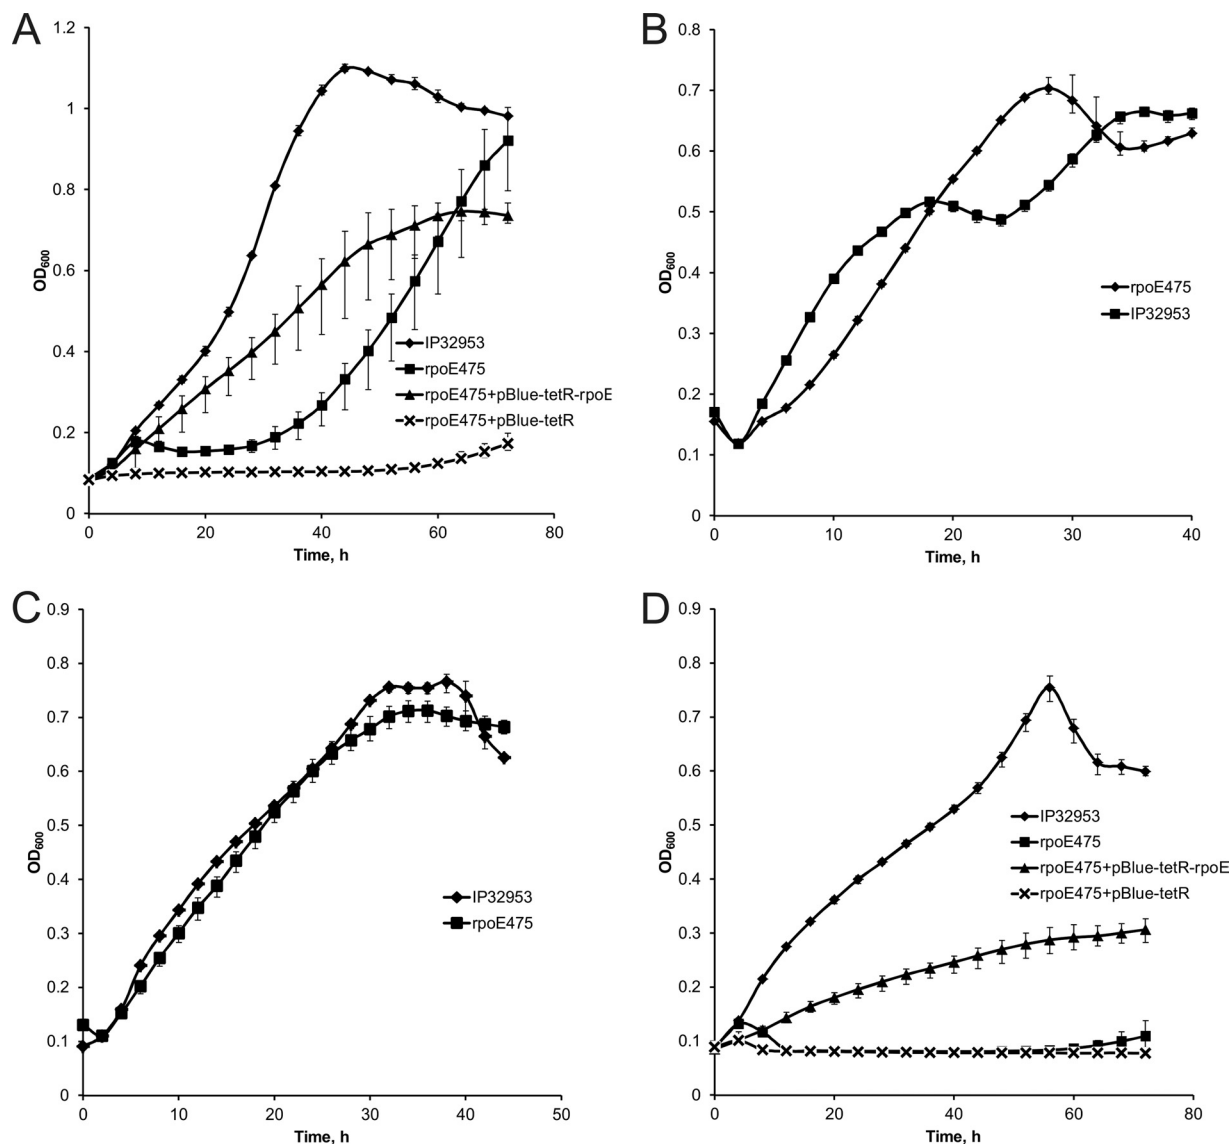 A
1.2
1
0.8
0.6
0.4
0.2
0
OD600
0 20 40 60 80
Time, h
IP32953
rpoE475
rpoE475+pBlue-tetR-rpoE
rpoE475+pBlue-tetR
B
0.8
0.7
0.6
0.5
0.4
0.3
0.2
0.1
0
OD600
0 10 20 30 40
Time, h
rpoE475
IP32953
C
0.9
0.8
0.7
0.6
0.5
0.4
0.3
0.2
0.1
0
OD600
0 10 20 30 40 50
Time, h
IP32953
rpoE475
D
0.9
0.8
0.7
0.6
0.5
0.4
0.3
0.2
0.1
0
OD600
0 20 40 60 80
Time, h
IP32953
rpoE475
rpoE475+pBlue-tetR-rpoE
rpoE475+pBlue-tetR